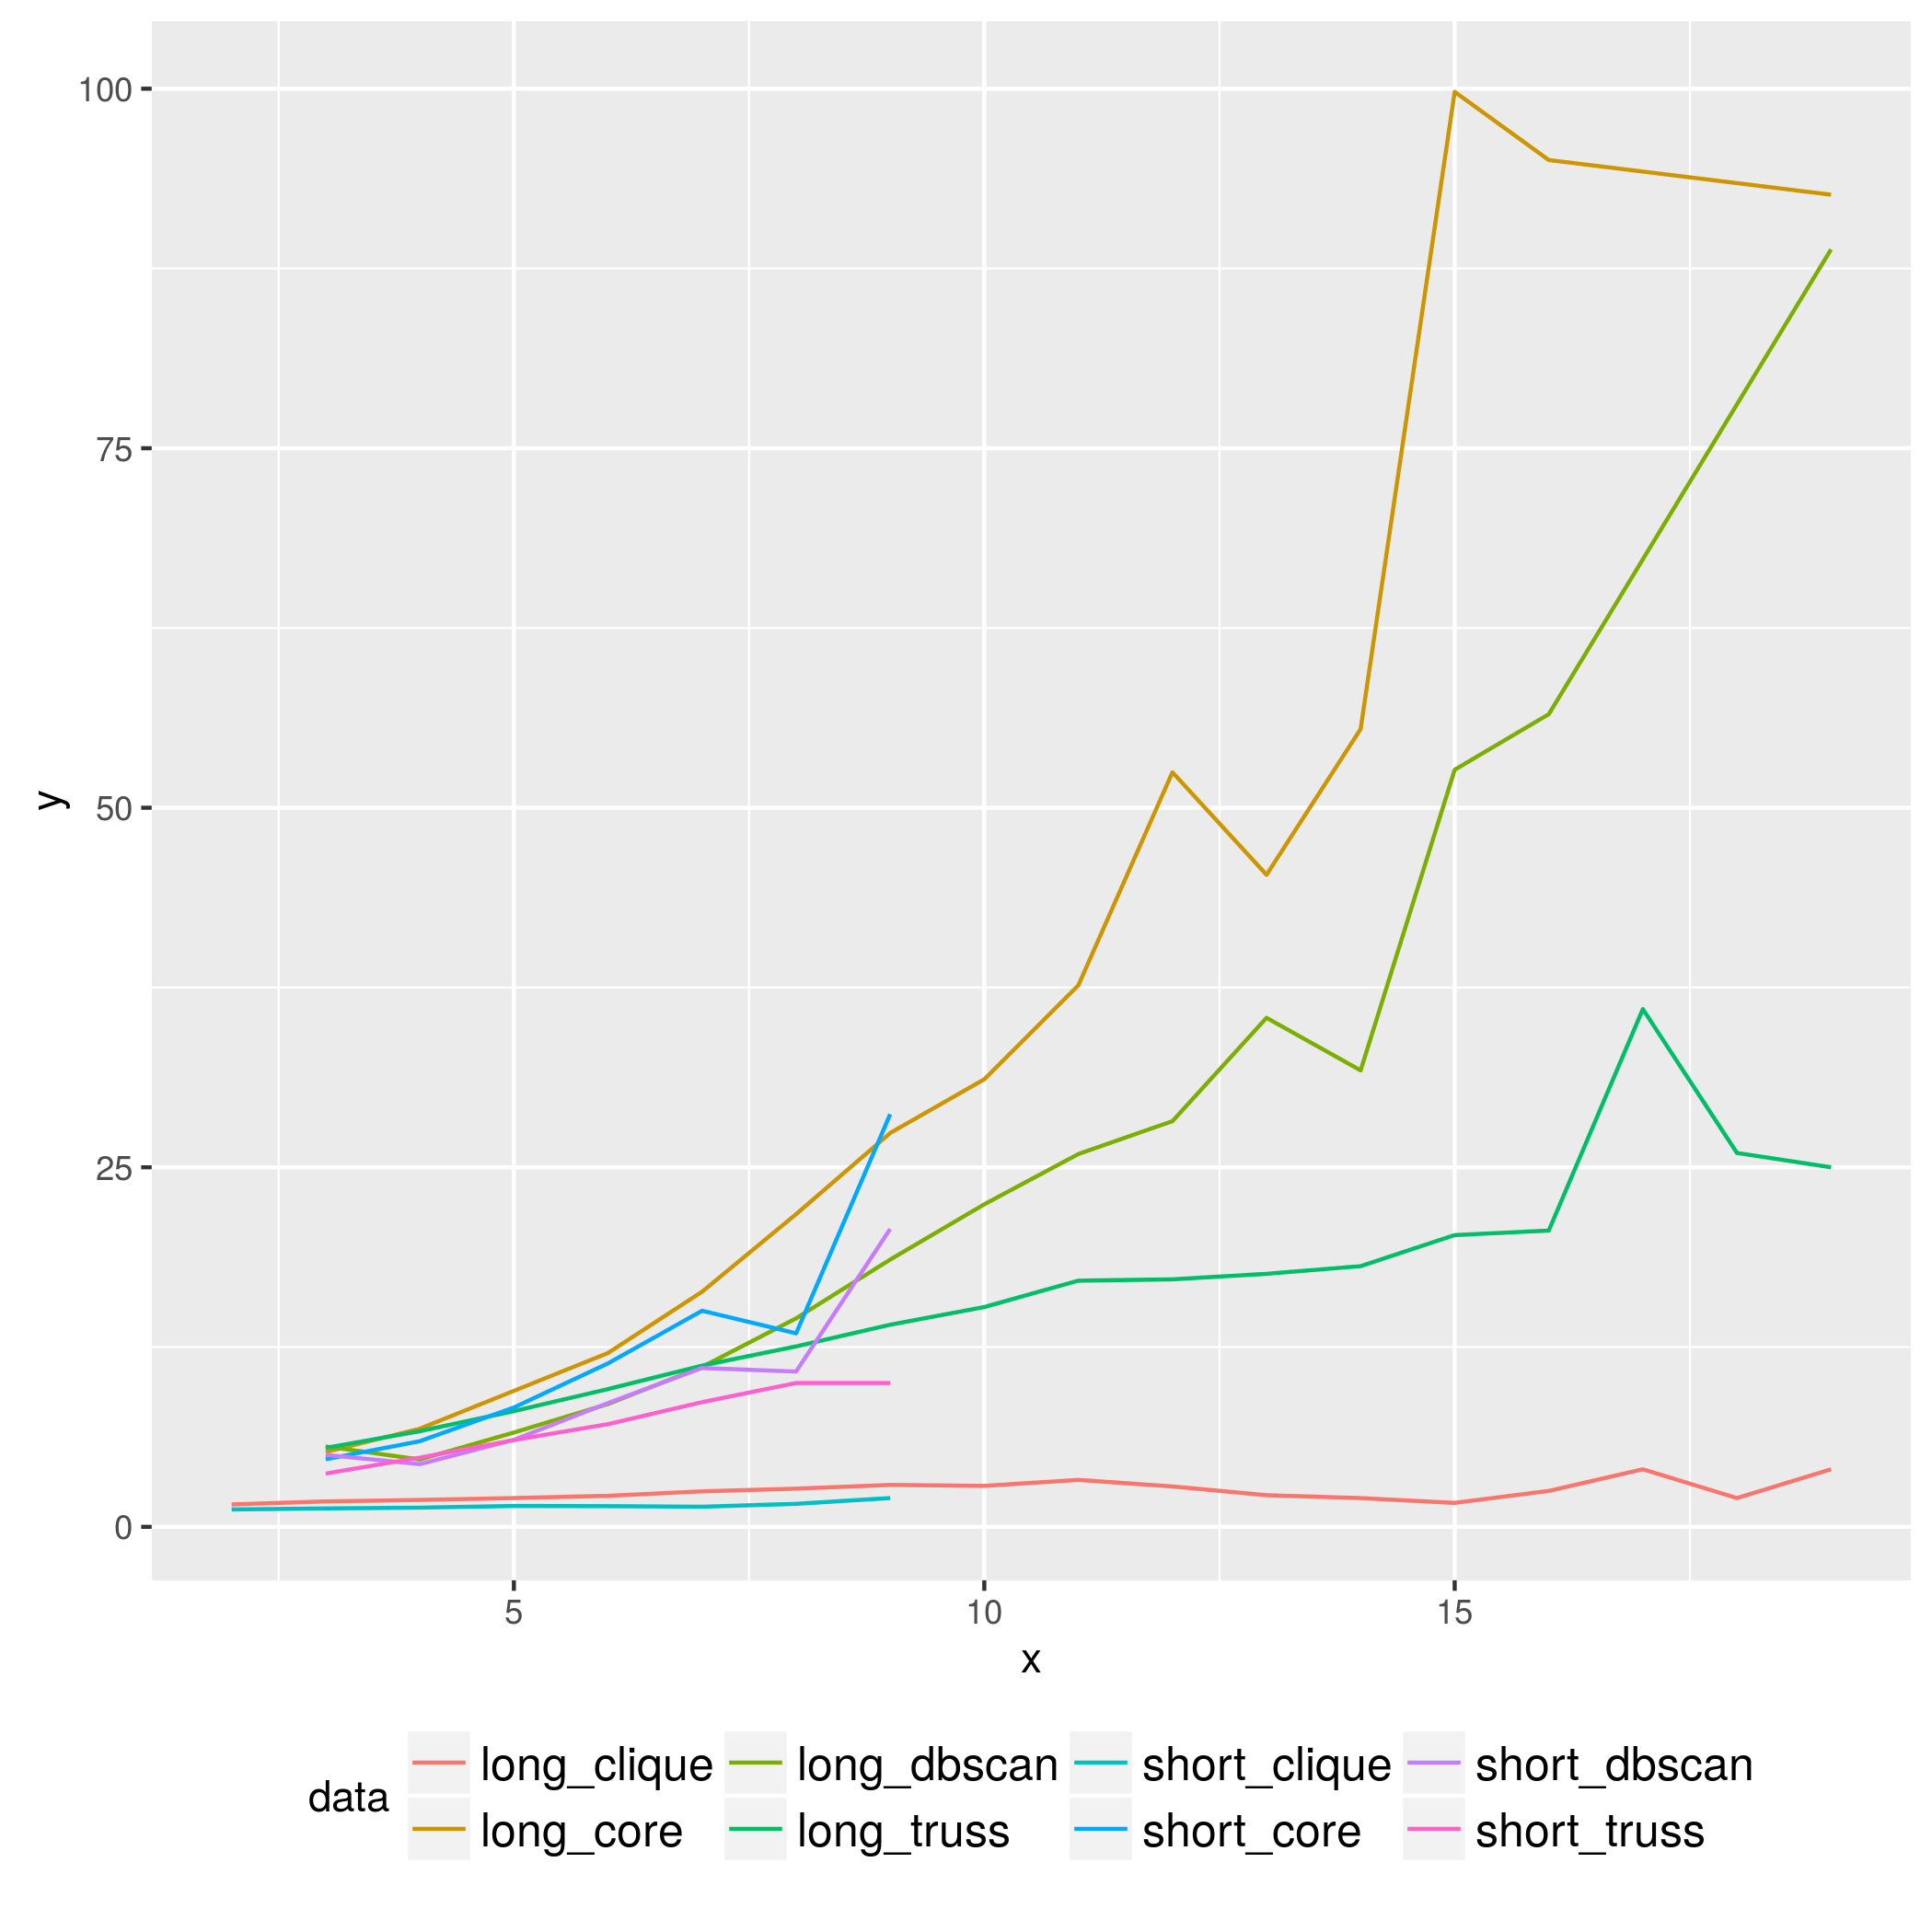 100
75
50
25
0
y
5 10 15
x
data
long_clique long_dbscan short_clique short_dbscan
long_core long_truss short_core short_truss